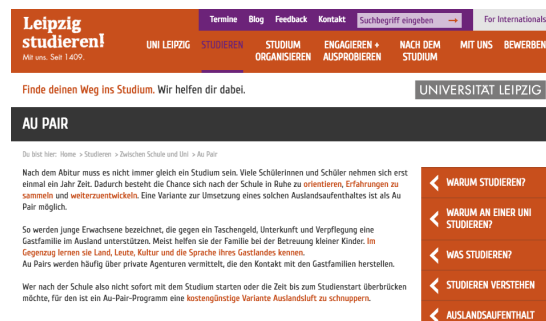 Leipzig
studieren!
Mit uns. Seit 1409.
Termine Blog Feedback Kontakt Suchbegriff eingeben → For Internationals
UNI LEIPZIG STUDIEREN STUDIUM ORGANISIEREN ENGAGIEREN + AUSPROBIEREN NACH DEM STUDIUM MIT UNS BEWERBEN
Finde deinen Weg ins Studium. Wir helfen dir dabei.
UNIVERSITÄT LEIPZIG
AU PAIR
Du bist hier: Home > Studieren > Zwischen Schule und Uni > Au Pair
Nach dem Abitur muss es nicht immer gleich ein Studium sein. Viele Schülerinnen und Schüler nehmen sich erst
einmal ein Jahr Zeit. Dadurch besteht die Chance sich nach der Schule in Ruhe zu orientieren, Erfahrungen zu
sammeln und weiterzuentwickeln. Eine Variante zur Umsetzung eines solchen Auslandsaufenthaltes ist als Au
Pair möglich.
So werden junge Erwachsene bezeichnet, die gegen ein Taschengeld, Unterkunft und Verpflegung eine
Gastfamilie im Ausland unterstützen. Meist helfen sie der Familie bei der Betreuung kleiner Kinder. Im
Gegenzug lernen sie Land, Leute, Kultur und die Sprache ihres Gastlandes kennen.
Au Pairs werden häufig über private Agenturen vermittelt, die den Kontakt mit den Gastfamilien herstellen.
Wer nach der Schule also nicht sofort mit dem Studium starten oder die Zeit bis zum Studienstart überbrücken
möchte, für den ist ein Au-Pair-Programm eine kostengünstige Variante Auslandsluft zu schnuppern.
WARUM STUDIEREN?
WARUM AN EINER UNI
STUDIEREN?
WAS STUDIEREN?
STUDIEREN VERSTEHEN
AUSLANDSAUFENTHALT